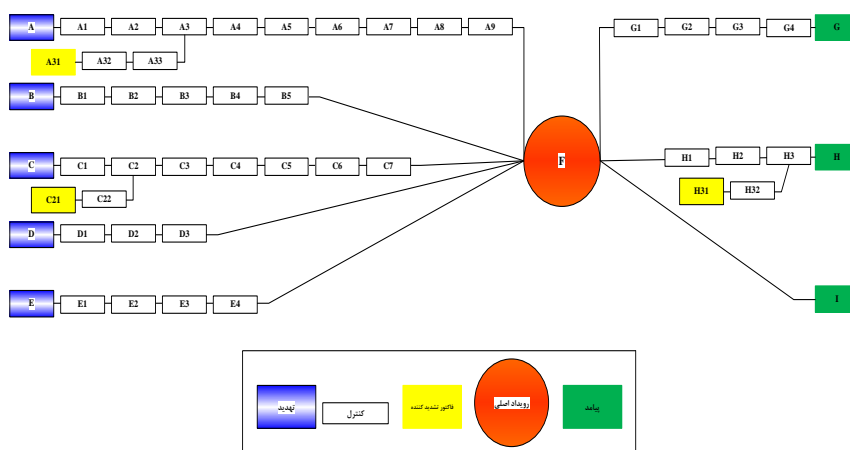 A A1 A2 A3 A4 A5 A6 A7 A8 A9 G1 G2 G3 G4 G
A31 A32 A33
B B1 B2 B3 B4 B5
C C1 C2 C3 C4 C5 C6 C7 F H1 H2 H3 H
C21 C22 H31 H32
D D1 D2 D3
E E1 E2 E3 E4 I
تهدید
کنترل
فاکتور تشدید کننده
رویداد اصلی
پیامد